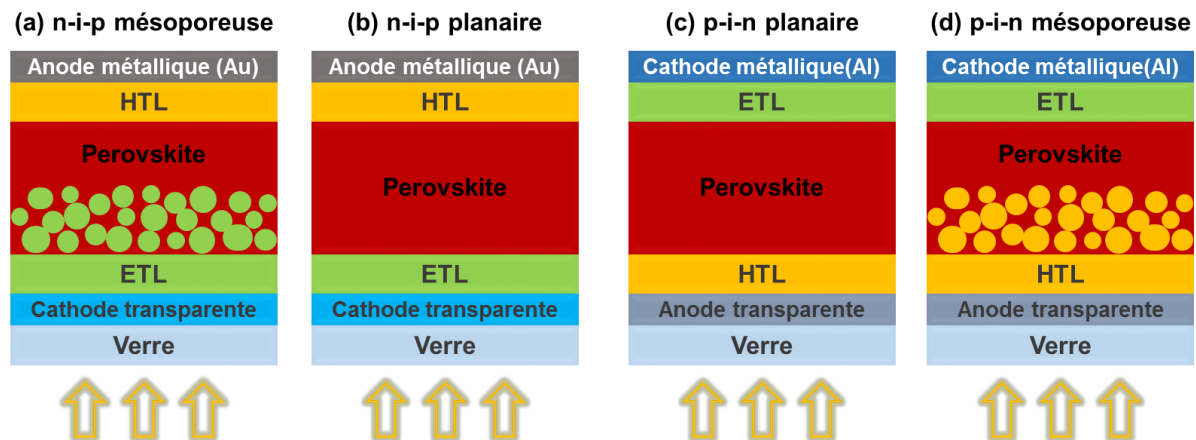 (a) n-i-p mésoporeuse
Anode métallique (Au)
HTL
Perovskite
ETL
Cathode transparente
Verre
(b) n-i-p planaire
Anode métallique (Au)
HTL
Perovskite
ETL
Cathode transparente
Verre
(c) p-i-n planaire
Cathode métallique(Al)
ETL
Perovskite
HTL
Anode transparente
Verre
(d) p-i-n mésoporeuse
Cathode métallique(Al)
ETL
Perovskite
HTL
Anode transparente
Verre